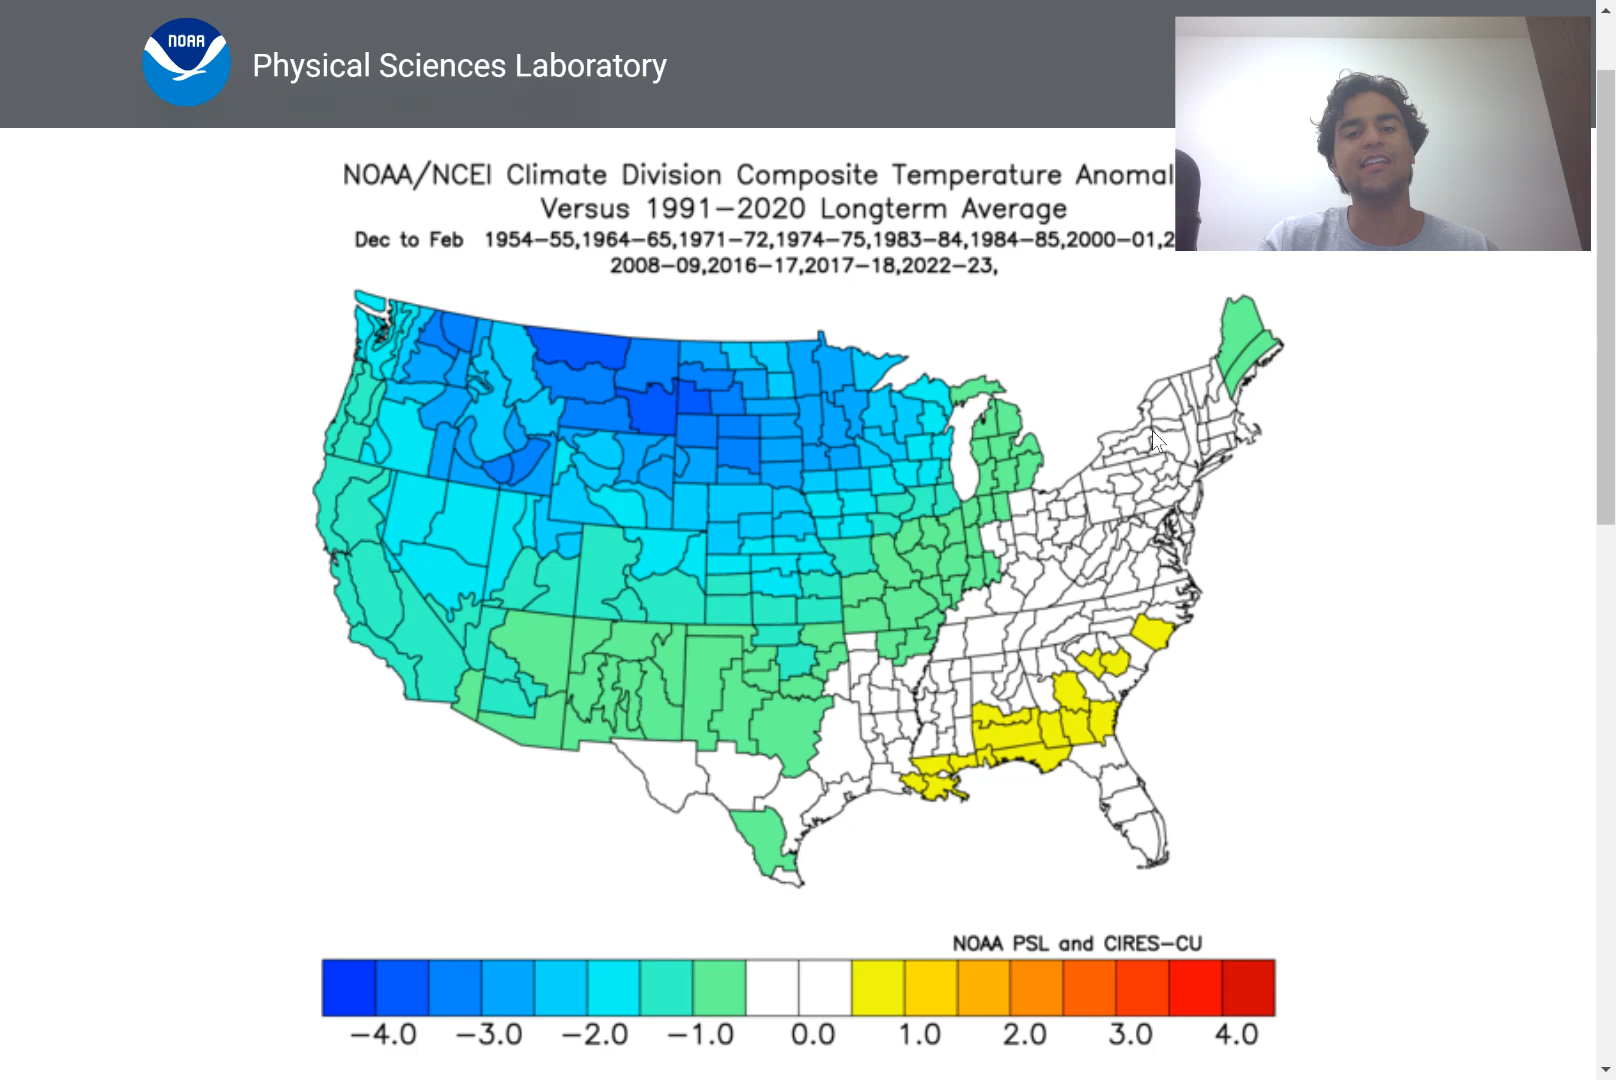 NOAA
Physical Sciences Laboratory
NOAA/NCEI Climate Division Composite Temperature Anomal
Versus 1991-2020 Longterm Average
Dec to Feb 1954-55,1964-65,1971-72,1974-75,1983-84,1984-85,2000-01,2
2008-09,2016-17,2017-18,2022-23,
NOAA PSL and CIRES-CU
-4.0 -3.0 -2.0 -1.0 0.0 1.0 2.0 3.0 4.0